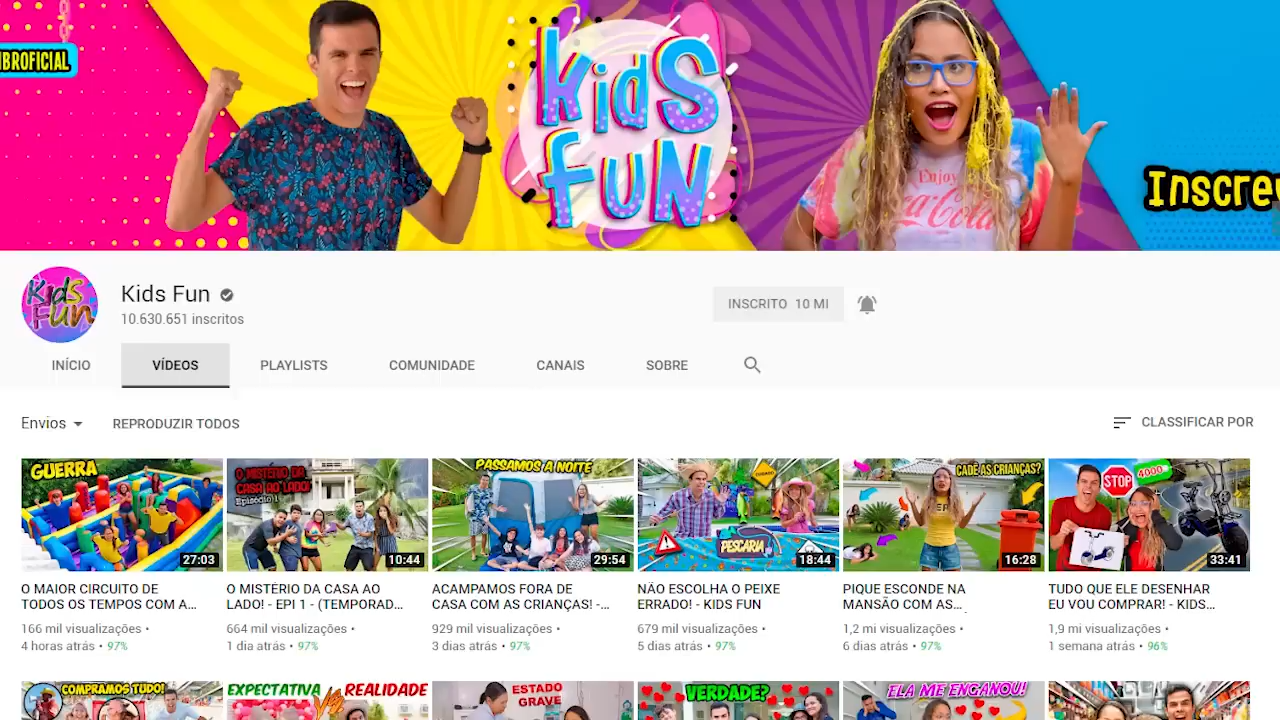 BROFICIAL
kids
fun
Enjoy
Coca-Cola
Inscre
Kids
Fun
Kids Fun
10.630.651 inscritos
INSCRITO 10 MI
INÍCIO
VÍDEOS
PLAYLISTS
COMUNIDADE
CANAIS
SOBRE
Envios
REPRODUZIR TODOS
CLASSIFICAR POR
GUERRA
27:03
O MISTÉRIO DA
CASA AO LADO!
Episódio 1
10:44
PASSAMOS A NOITE
29:54
PESCARIA
18:44
CADÊ AS CRIANÇAS?
16:28
STOP
4000
33:41
O MAIOR CIRCUITO DE
TODOS OS TEMPOS COM A...
166 mil visualizações •
4 horas atrás • 97%
O MISTÉRIO DA CASA AO
LADO! - EPI 1 - (TEMPORAD...
664 mil visualizações •
1 dia atrás • 97%
ACAMPAMOS FORA DE
CASA COM AS CRIANÇAS! -...
929 mil visualizações •
3 dias atrás • 97%
NÃO ESCOLHA O PEIXE
ERRADO! - KIDS FUN
679 mil visualizações •
5 dias atrás • 97%
PIQUE ESCONDE NA
MANSÃO COM AS...
1,2 mi visualizações •
6 dias atrás • 97%
TUDO QUE ELE DESENHAR
EU VOU COMPRAR! - KIDS...
1,9 mi visualizações •
1 semana atrás • 96%
COMPRAMOS TUDO!
EXPECTATIVA
VS
REALIDADE
ESTADO
GRAVE
VERDADE?
ELA ME ENGANOU!